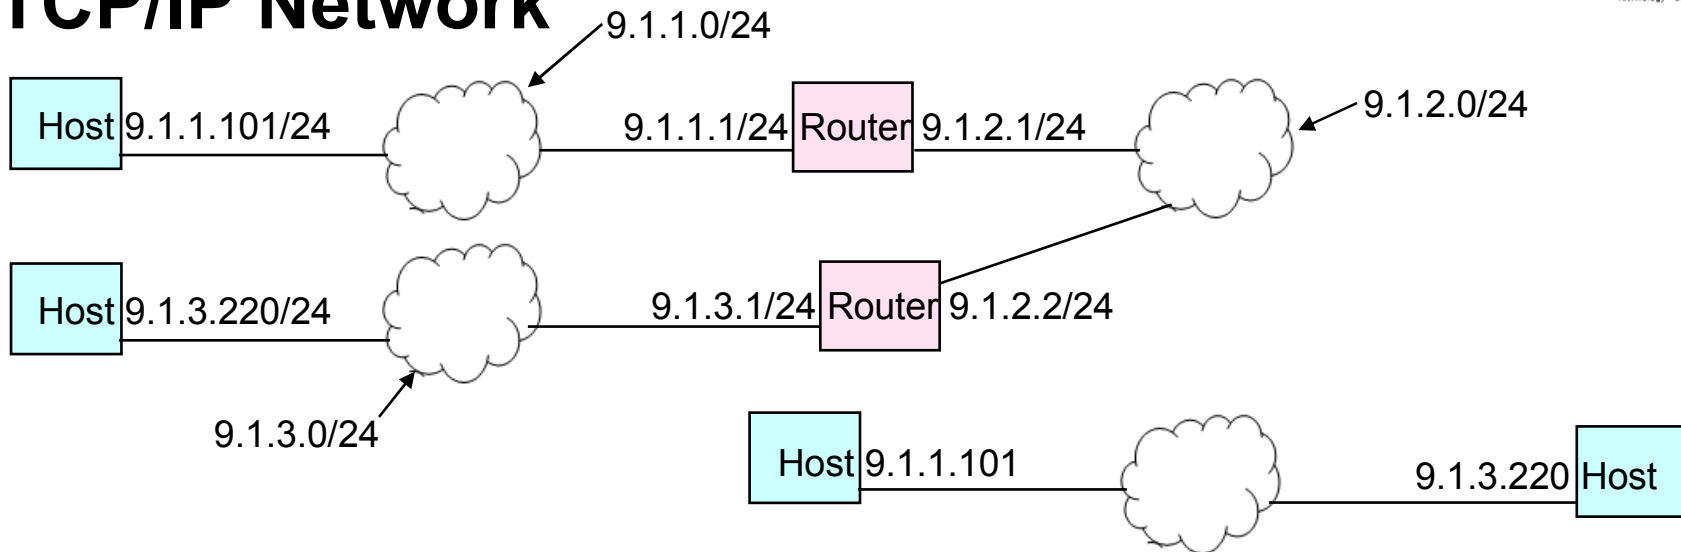 TCP/IP Network
9.1.1.0/24
Host 9.1.1.101/24
9.1.1.1/24 Router 9.1.2.1/24
9.1.2.0/24
Host 9.1.3.220/24
9.1.3.1/24 Router 9.1.2.2/24
9.1.3.0/24
Host 9.1.1.101
9.1.3.220 Host